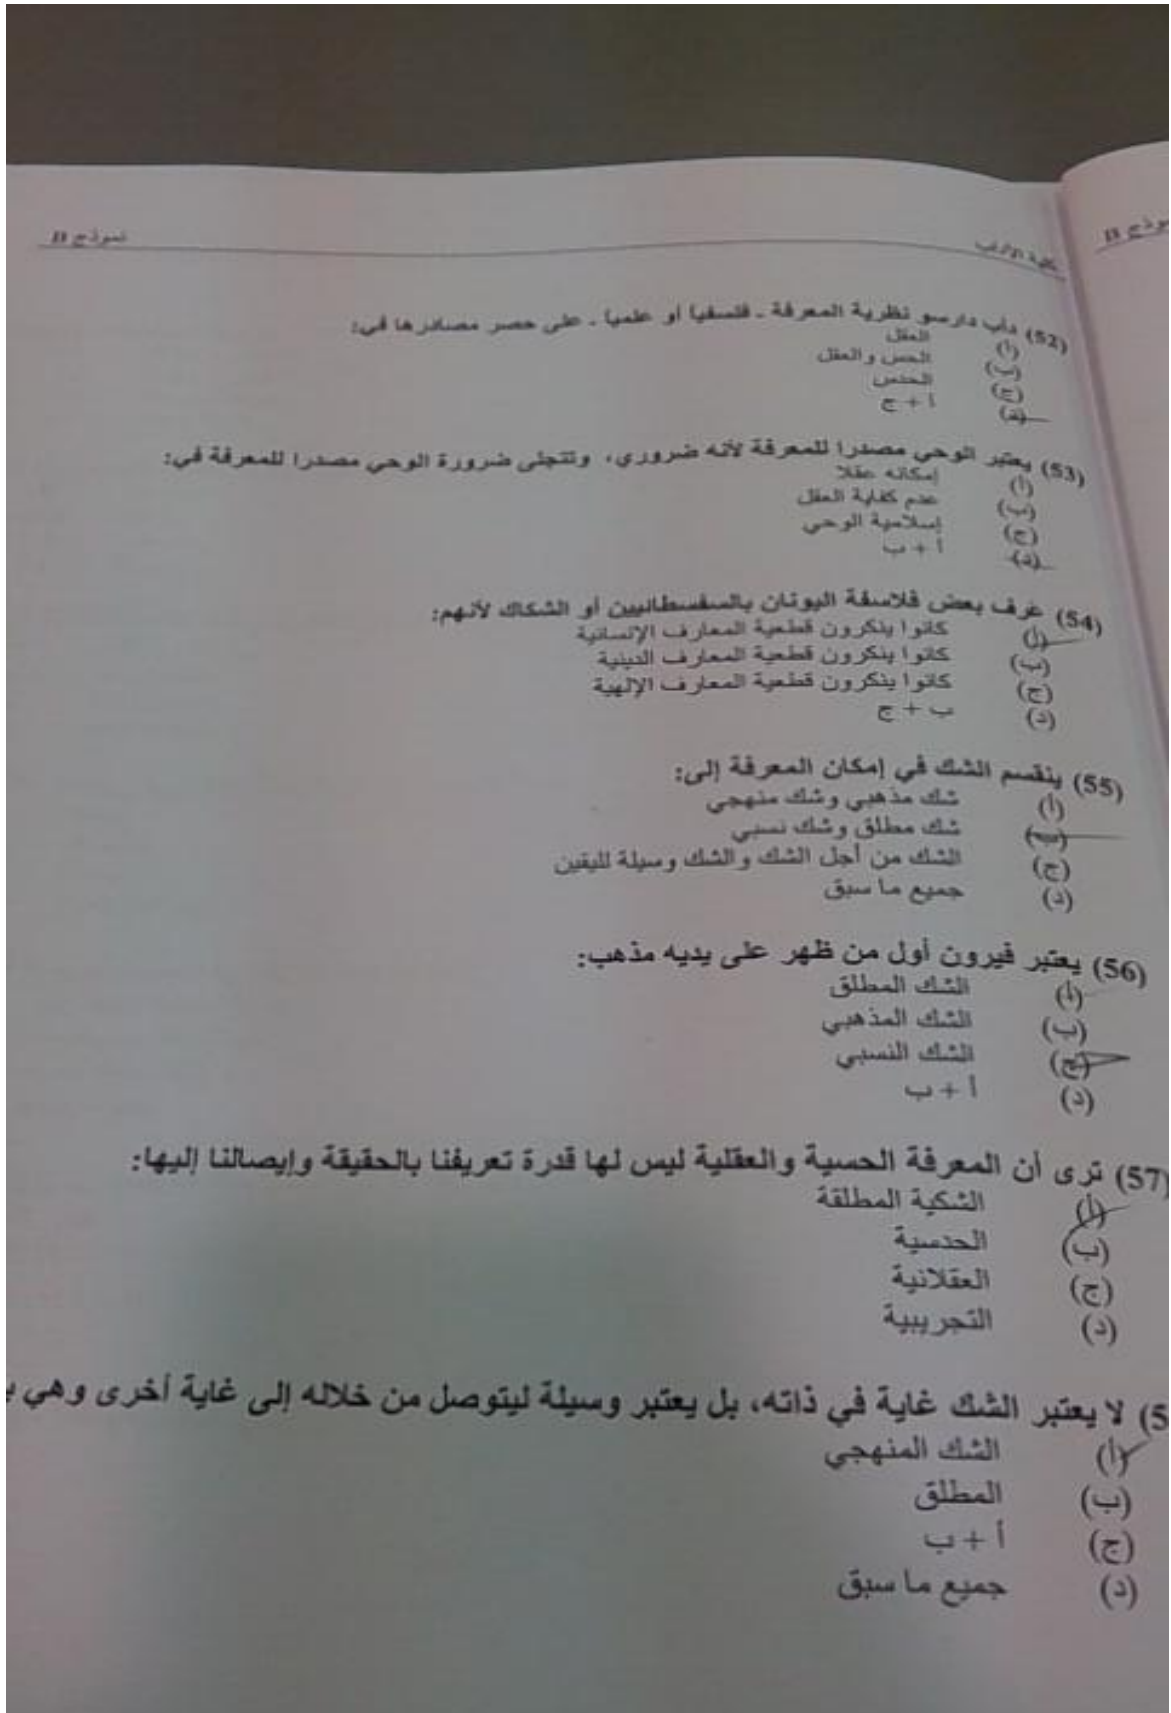 نموذج B
كلية الآداب
نموذج B
(52) دأب دارسو نظرية المعرفة - فلسفيا أو علميا - على حصر مصادرها في:
(أ) العقل
(ب) الحس والعقل
(ج) الحدس
(د) أ + ج
(53) يعتبر الوحي مصدرا للمعرفة لأنه ضروري، وتتجلى ضرورة الوحي مصدرا للمعرفة في:
(أ) إمكانه عقلا
(ب) عدم كفاية العقل
(ج) إسلامية الوحي
(د) أ + ب
(54) عرف بعض فلاسفة اليونان بالسفسطانيين أو الشكاك لأنهم:
(أ) كانوا ينكرون قطعية المعارف الإنسانية
(ب) كانوا ينكرون قطعية المعارف الدينية
(ج) كانوا ينكرون قطعية المعارف الإلهية
(د) ب + ج
(55) ينقسم الشك في إمكان المعرفة إلى:
(أ) شك مذهبي وشك منهجي
(ب) شك مطلق وشك نسبي
(ج) الشك من أجل الشك والشك وسيلة لليقين
(د) جميع ما سبق
(56) يعتبر فيرون أول من ظهر على يديه مذهب:
(أ) الشك المطلق
(ب) الشك المذهبي
(ج) الشك النسبي
(د) أ + ب
(57) ترى أن المعرفة الحسية والعقلية ليس لها قدرة تعريفنا بالحقيقة وإيصالنا إليها:
(أ) الشكية المطلقة
(ب) الحدسية
(ج) العقلانية
(د) التجريبية
5) لا يعتبر الشك غاية في ذاته، بل يعتبر وسيلة ليتوصل من خلاله إلى غاية أخرى وهي
(أ) الشك المنهجي
(ب) المطلق
(ج) أ + ب
(د) جميع ما سبق